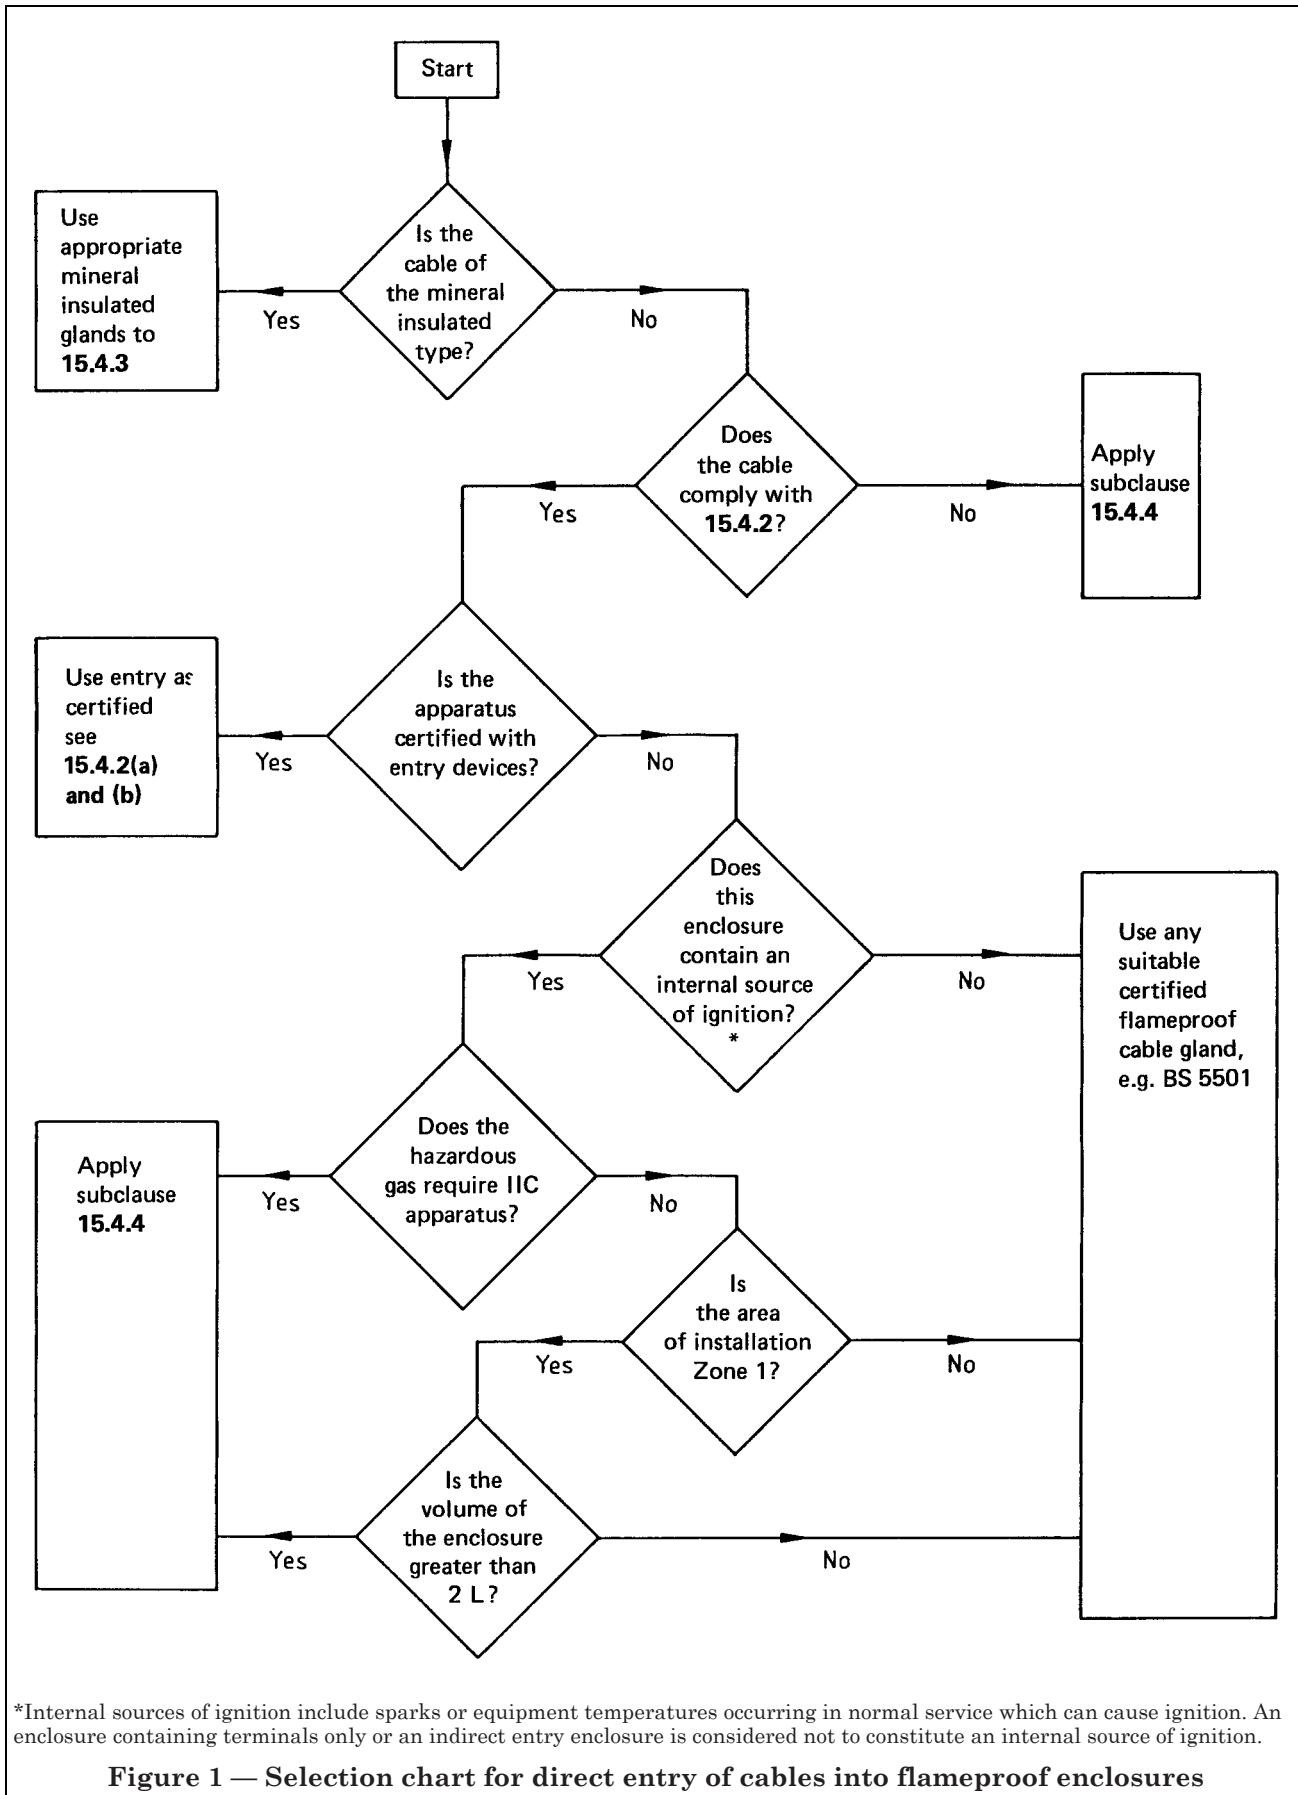 Start
Is the
cable of
the mineral
insulated
type?
Yes
No
Use
appropriate
mineral
insulated
glands to
15.4.3
Does
the cable
comply with
15.4.2?
Yes
No
Apply
subclause
15.4.4
Is the
apparatus
certified with
entry devices?
Yes
No
Use entry as
certified
see
15.4.2(a)
and (b)
Does
this
enclosure
contain an
internal source
of ignition?
*
Yes
No
Use any
suitable
certified
flameproof
cable gland,
e.g. BS 5501
Does the
hazardous
gas require IIC
apparatus?
Yes
No
Apply
subclause
15.4.4
Is
the area
of installation
Zone 1?
Yes
No
Is the
volume of
the enclosure
greater than
2 L?
Yes
No
*Internal sources of ignition include sparks or equipment temperatures occurring in normal service which can cause ignition. An
enclosure containing terminals only or an indirect entry enclosure is considered not to constitute an internal source of ignition.
Figure 1 — Selection chart for direct entry of cables into flameproof enclosures